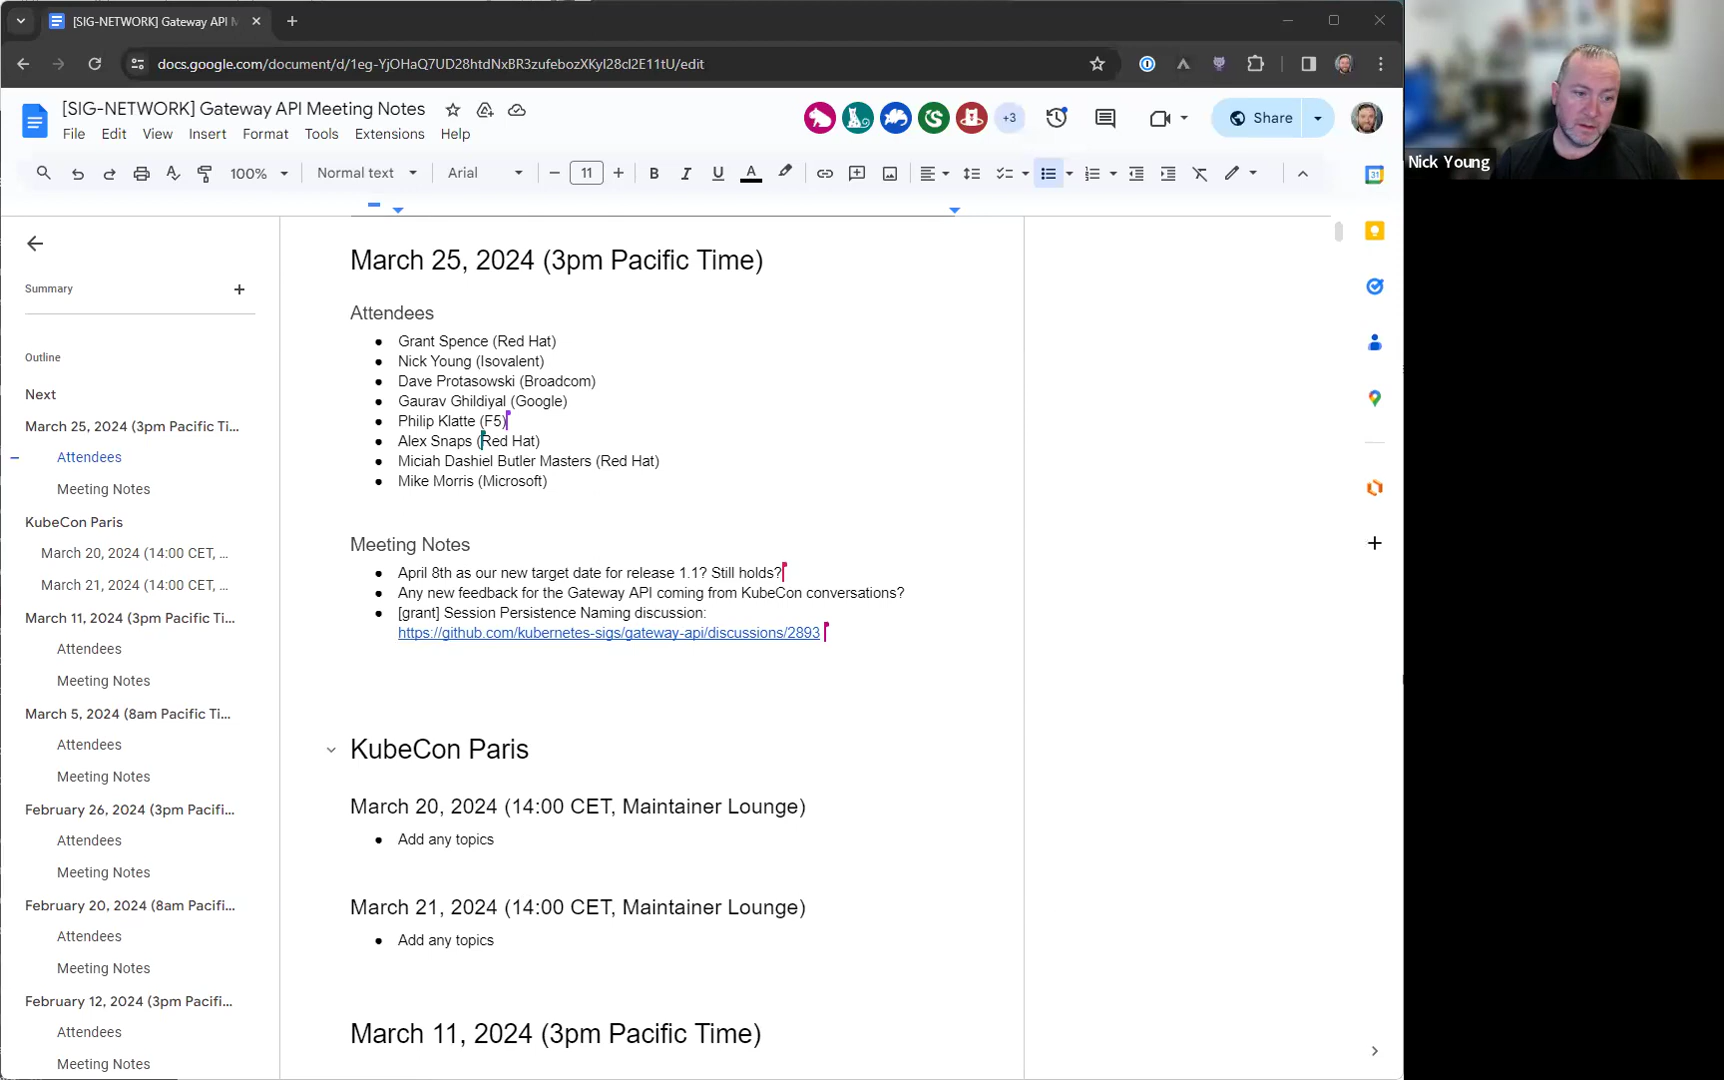 [SIG-NETWORK] Gateway API M
docs.google.com/document/d/1eg-YjOHaQ7UD28htdNxBR3zufebozXKyl28cl2E11tU/edit
[SIG-NETWORK] Gateway API Meeting Notes
File Edit View Insert Format Tools Extensions Help
+3
Share
100% Normal text Arial 11 B I U A
Nick Young
Summary
Outline
Next
March 25, 2024 (3pm Pacific Ti...
Attendees
Meeting Notes
KubeCon Paris
March 20, 2024 (14:00 CET, ...
March 21, 2024 (14:00 CET, ...
March 11, 2024 (3pm Pacific Ti...
Attendees
Meeting Notes
March 5, 2024 (8am Pacific Ti...
Attendees
Meeting Notes
February 26, 2024 (3pm Pacifi...
Attendees
Meeting Notes
February 20, 2024 (8am Pacifi...
Attendees
Meeting Notes
February 12, 2024 (3pm Pacifi...
Attendees
Meeting Notes
March 25, 2024 (3pm Pacific Time)
Attendees
● Grant Spence (Red Hat)
● Nick Young (Isovalent)
● Dave Protasowski (Broadcom)
● Gaurav Ghildiyal (Google)
● Philip Klatte (F5)
● Alex Snaps (Red Hat)
● Miciah Dashiel Butler Masters (Red Hat)
● Mike Morris (Microsoft)
Meeting Notes
● April 8th as our new target date for release 1.1? Still holds?
● Any new feedback for the Gateway API coming from KubeCon conversations?
● [grant] Session Persistence Naming discussion:
https://github.com/kubernetes-sigs/gateway-api/discussions/2893
KubeCon Paris
March 20, 2024 (14:00 CET, Maintainer Lounge)
● Add any topics
March 21, 2024 (14:00 CET, Maintainer Lounge)
● Add any topics
March 11, 2024 (3pm Pacific Time)
31